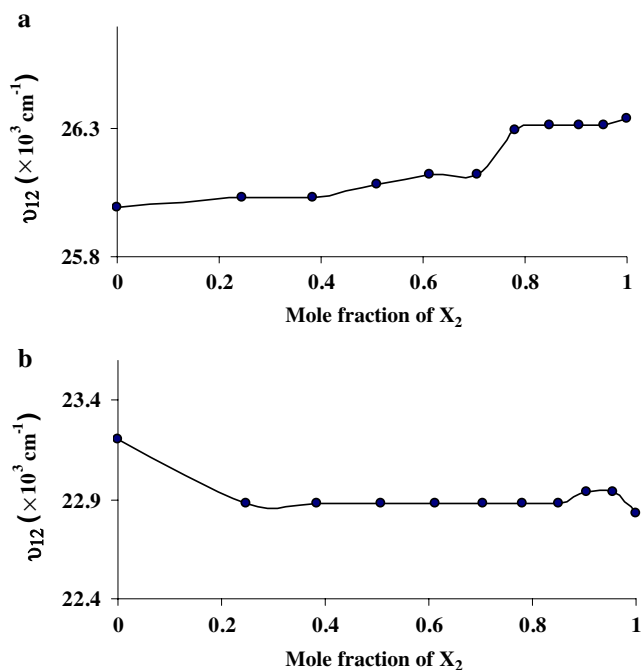 a
υ12 (×10³ cm⁻¹)
26.3
25.8
0 0.2 0.4 0.6 0.8 1
Mole fraction of X2
b
υ12 (×10³ cm⁻¹)
23.4
22.9
22.4
0 0.2 0.4 0.6 0.8 1
Mole fraction of X2